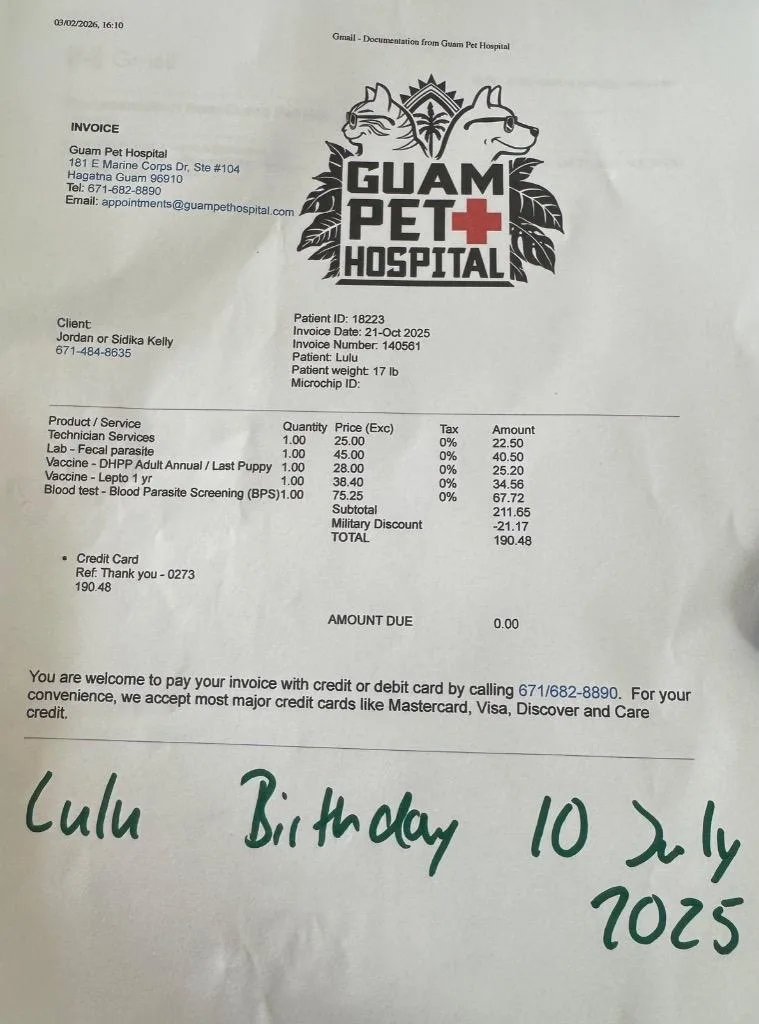 03/02/2026, 16:10
Gmail - Documentation from Guam Pet Hospital
GUAM
PET
HOSPITAL
INVOICE
Guam Pet Hospital
181 E Marine Corps Dr, Ste #104
Hagatna Guam 96910
Tel: 671-682-8890
Email: appointments@guampethospital.com
Client:
Jordan or Sidika Kelly
671-484-8635
Patient ID: 18223
Invoice Date: 21-Oct 2025
Invoice Number: 140561
Patient: Lulu
Patient weight: 17 lb
Microchip ID:
Product / Service Quantity Price (Exc) Tax Amount
Technician Services 1.00 25.00 0% 22.50
Lab - Fecal parasite 1.00 45.00 0% 40.50
Vaccine - DHPP Adult Annual / Last Puppy 1.00 28.00 0% 25.20
Vaccine - Lepto 1 yr 1.00 38.40 0% 34.56
Blood test - Blood Parasite Screening (BPS) 1.00 75.25 0% 67.72
Subtotal 211.65
Military Discount -21.17
TOTAL 190.48
• Credit Card
Ref: Thank you - 0273
190.48
AMOUNT DUE 0.00
You are welcome to pay your invoice with credit or debit card by calling 671/682-8890. For your
convenience, we accept most major credit cards like Mastercard, Visa, Discover and Care
credit.
Lulu Birthday 10 July
2025